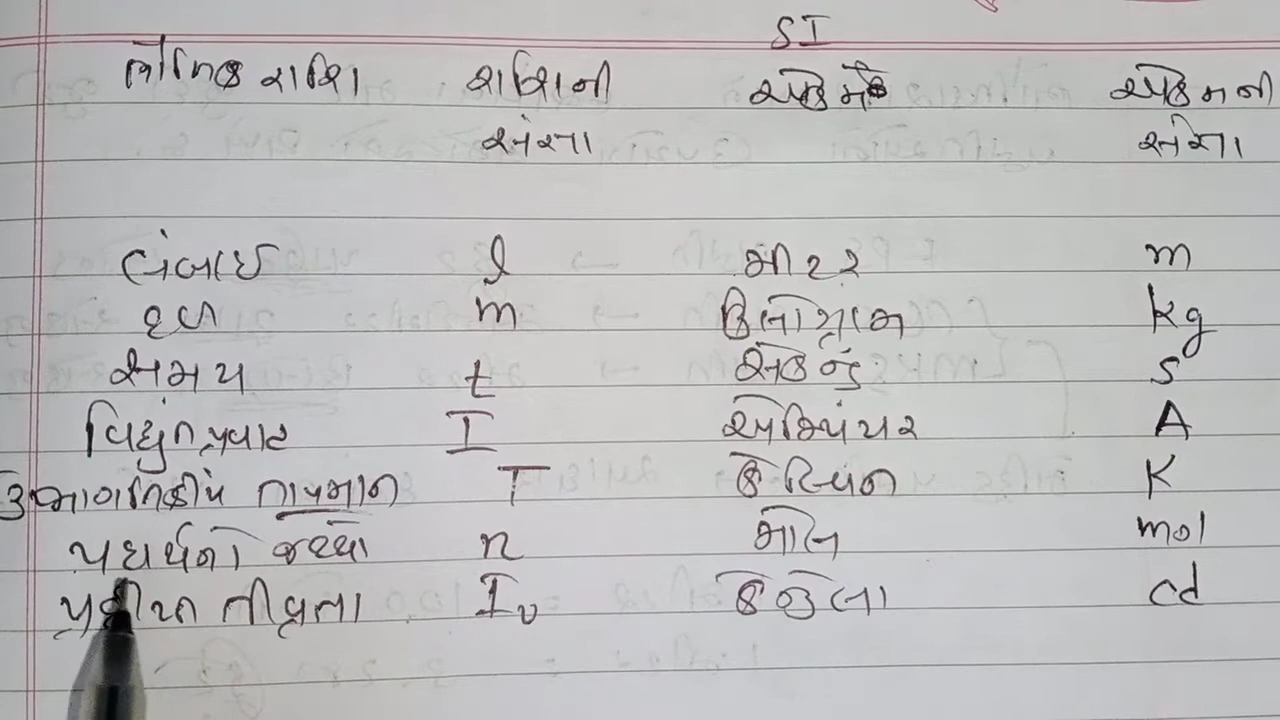 SI
ભૌતિક રાશિ રાશિની એકમ એકમની
સંજ્ઞા સંજ્ઞા
લંબાઈ l મીટર m
દળ m કિલોગ્રામ kg
સમય t સેકન્ડ s
વિદ્યુતપ્રવાહ I એમ્પિયર A
ઉષ્માગતિકીય તાપમાન T કેલ્વિન K
પદાર્થનો જથ્થો n મોલ mol
પ્રદીપ્ત તીવ્રતા Iv કેન્ડેલા cd